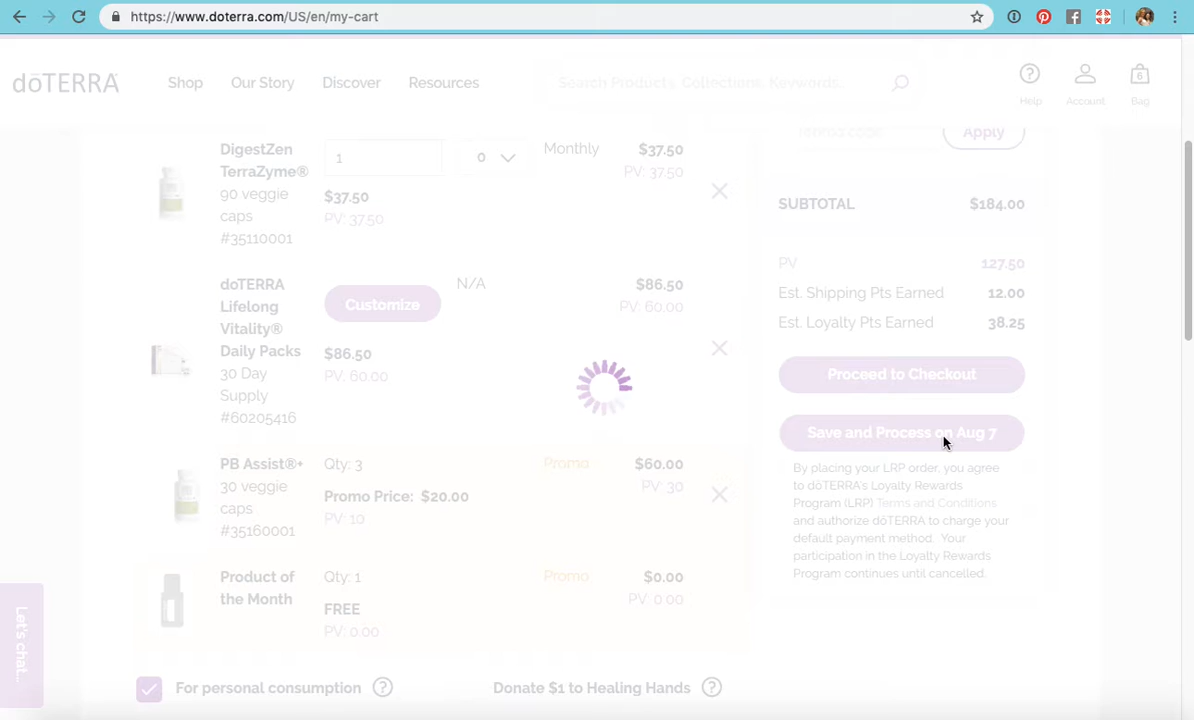 https://www.doterra.com/US/en/my-cart
dōTERRA
Shop
Our Story
Discover
Resources
Search Products, Collections, Keywords...
Help
Account
6
Bag
DigestZen
TerraZyme®
90 veggie
caps
#35110001
1
$37.50
PV: 37.50
0
Monthly
$37.50
PV: 37.50
doTERRA
Lifelong
Vitality®
Daily Packs
30 Day
Supply
#60205416
Customize
$86.50
PV: 60.00
N/A
$86.50
PV: 60.00
PB Assist®+
30 veggie
caps
#35160001
Qty: 3
Promo Price: $20.00
PV: 10
Promo
$60.00
PV: 30
Product of
the Month
Qty: 1
FREE
PV: 0.00
Promo
$0.00
PV: 0.00
For personal consumption ?
Donate $1 to Healing Hands ?
Apply
SUBTOTAL $184.00
PV 127.50
Est. Shipping Pts Earned 12.00
Est. Loyalty Pts Earned 38.25
Proceed to Checkout
Save and Process on Aug 7
By placing your LRP order, you agree
to dōTERRA's Loyalty Rewards
Program (LRP) Terms and Conditions
and authorize dōTERRA to charge your
default payment method. Your
participation in the Loyalty Rewards
Program continues until cancelled.
Let's chat...